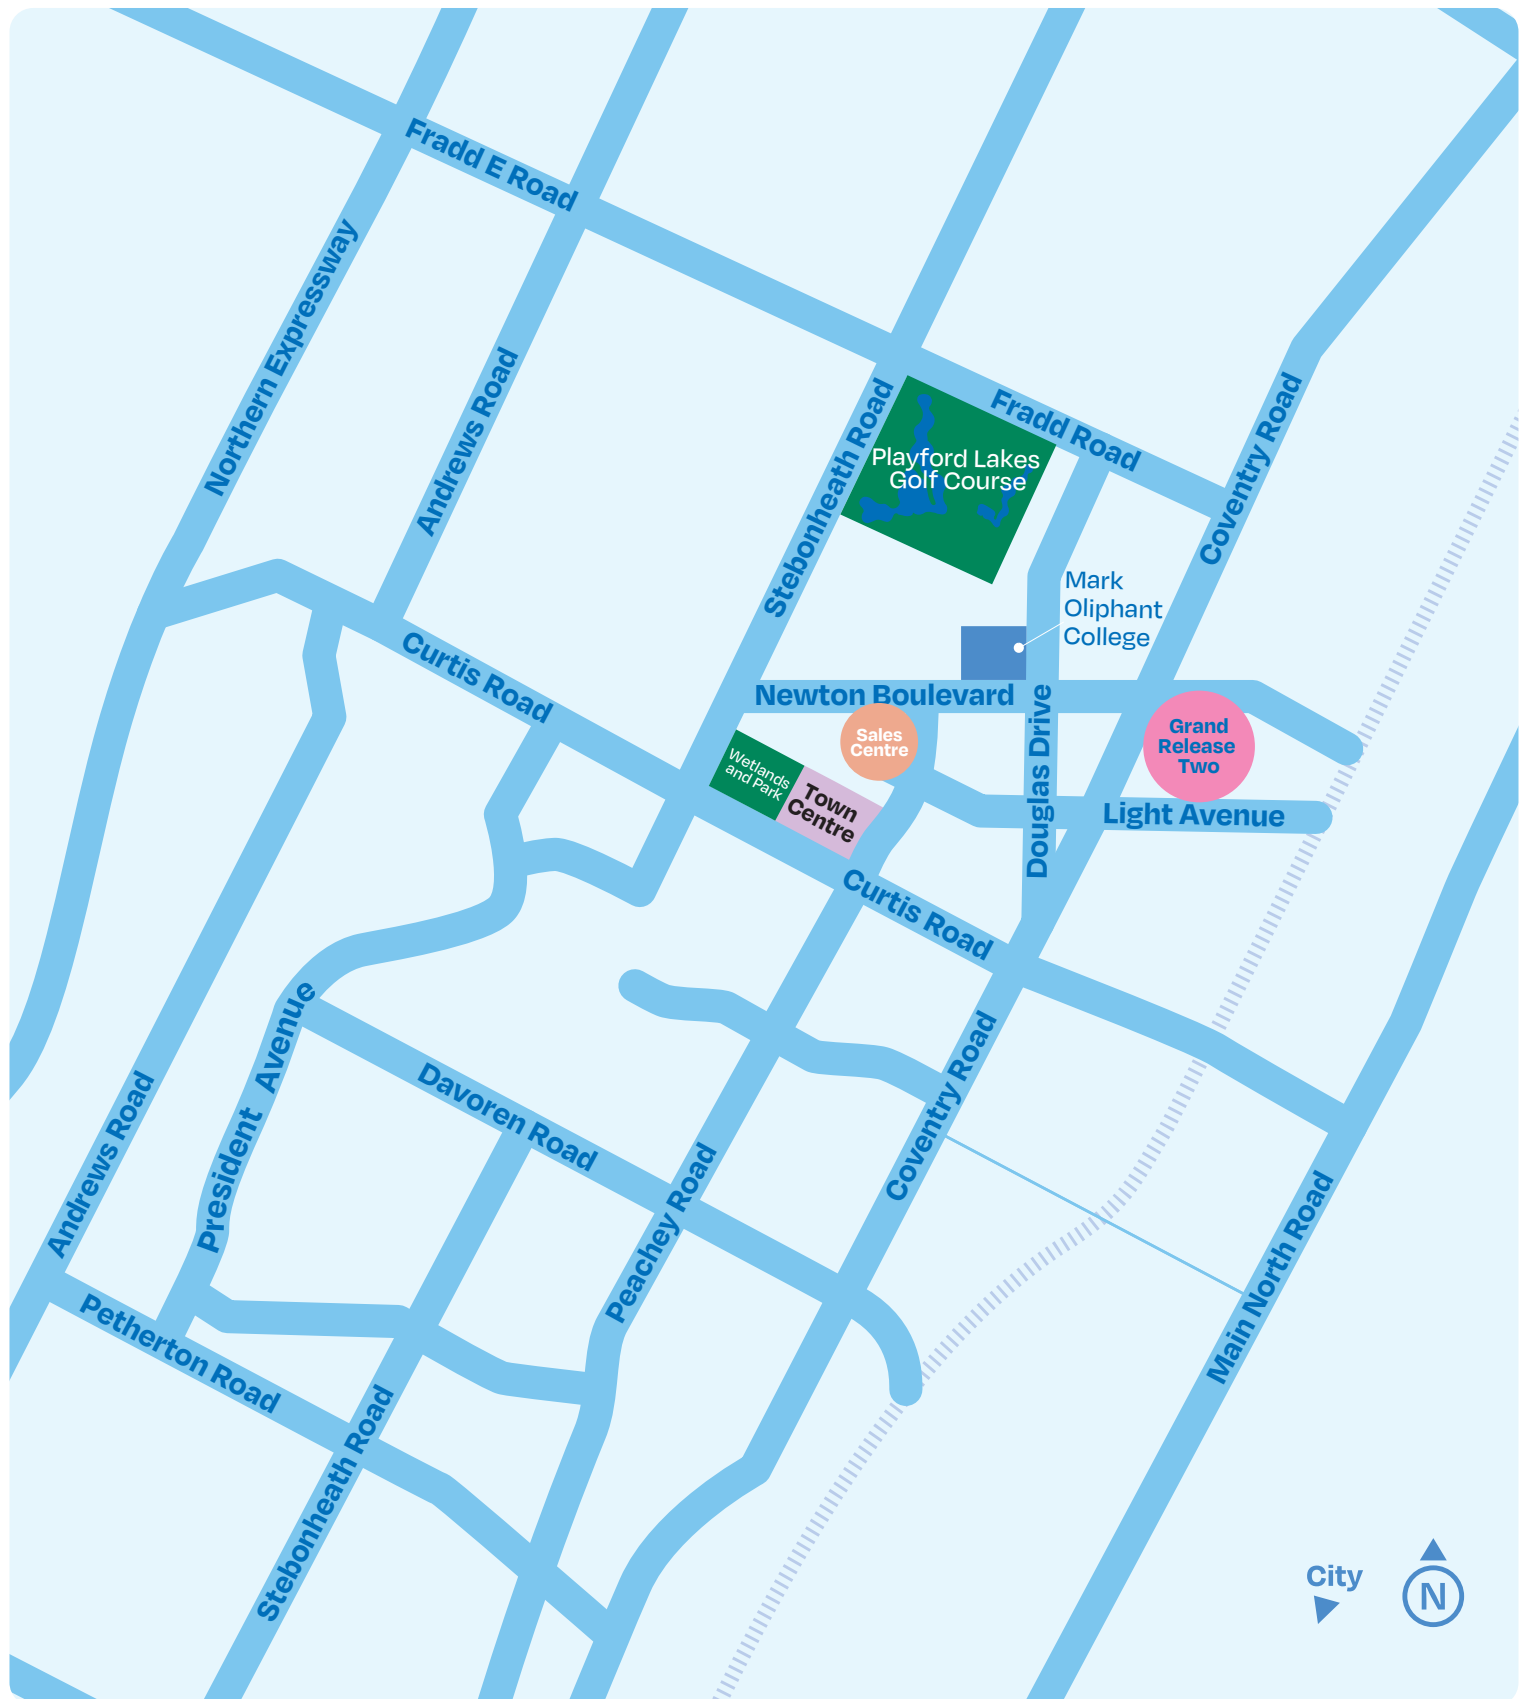 Fradd E Road
Northern Expressway
Andrews Road
Stebonheath Road
Fradd Road
Coventry Road
Playford Lakes
Golf Course
Mark
Oliphant
College
Curtis Road
Newton Boulevard
Douglas Drive
Sales
Centre
Grand
Release
Two
Wetlands
and Park
Town
Centre
Light Avenue
Curtis Road
President Avenue
Davoren Road
Andrews Road
Coventry Road
Peachey Road
Main North Road
Petherton Road
Stebonheath Road
City
N